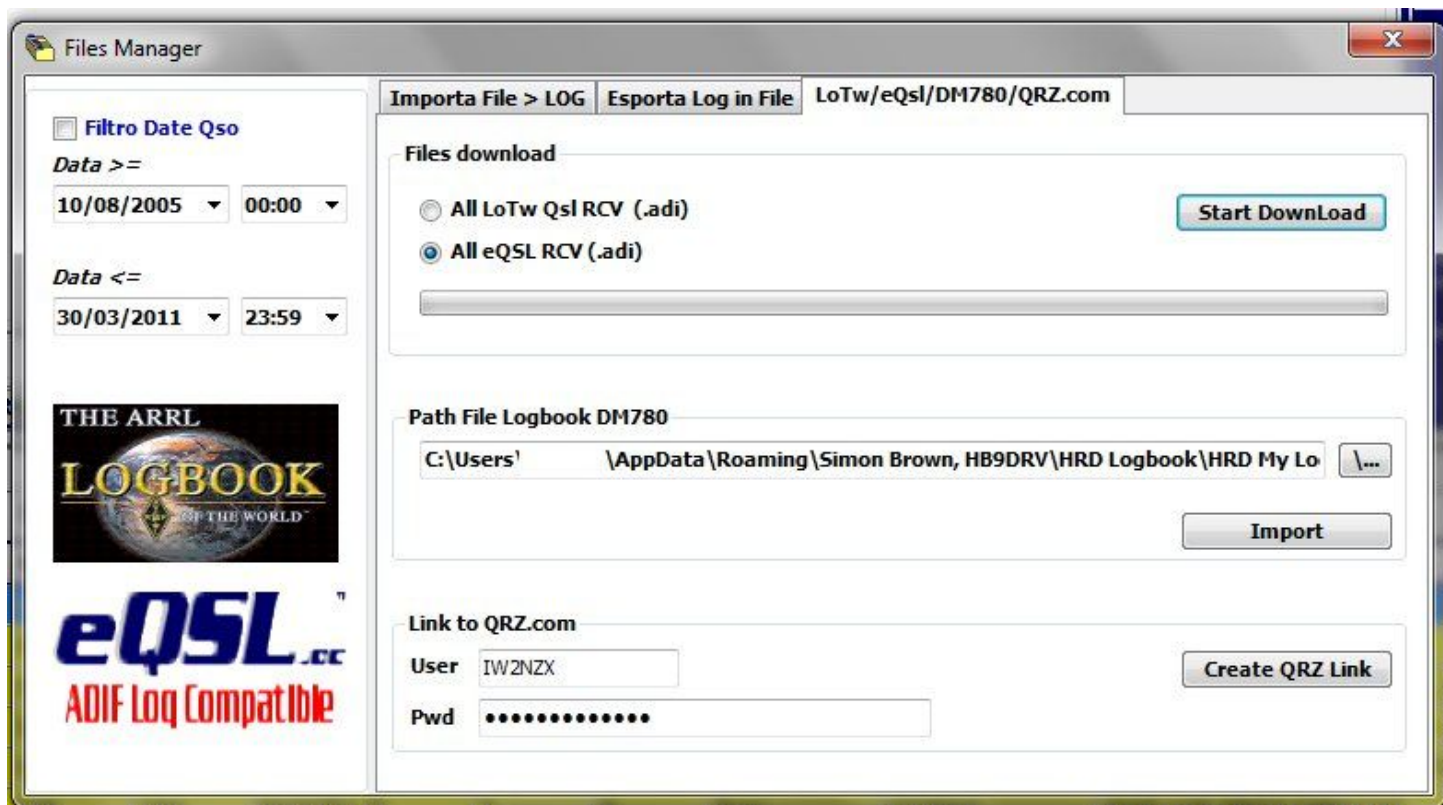 Files Manager
Importa File > LOG
Esporta Log in File
LoTw/eQsl/DM780/QRZ.com
Filtro Date Qso
Data >=
10/08/2005
00:00
Data <=
30/03/2011
23:59
THE ARRL
LOGBOOK
OF THE WORLD
eQSL.cc
ADIF Log Compatible
Files download
All LoTw Qsl RCV (.adi)
Start DownLoad
All eQSL RCV (.adi)
Path File Logbook DM780
C:\Users' \AppData\Roaming\Simon Brown, HB9DRV\HRD Logbook\HRD My Lo
\...
Import
Link to QRZ.com
User
IW2NZX
Create QRZ Link
Pwd
•••••••••••••